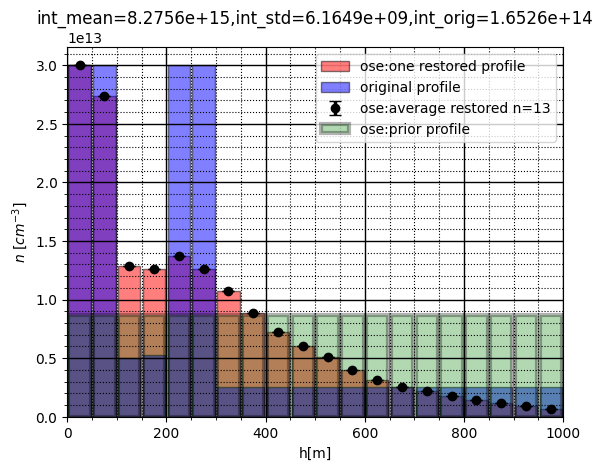 int_mean=8.2756e+15,int_std=6.1649e+09,int_orig=1.6526e+14
1e13
ose:one restored profile
original profile
ose:average restored n=13
ose:prior profile
3.0
2.5
2.0
1.5
1.0
0.5
0.0
n [cm⁻³]
0 200 400 600 800 1000
h[m]